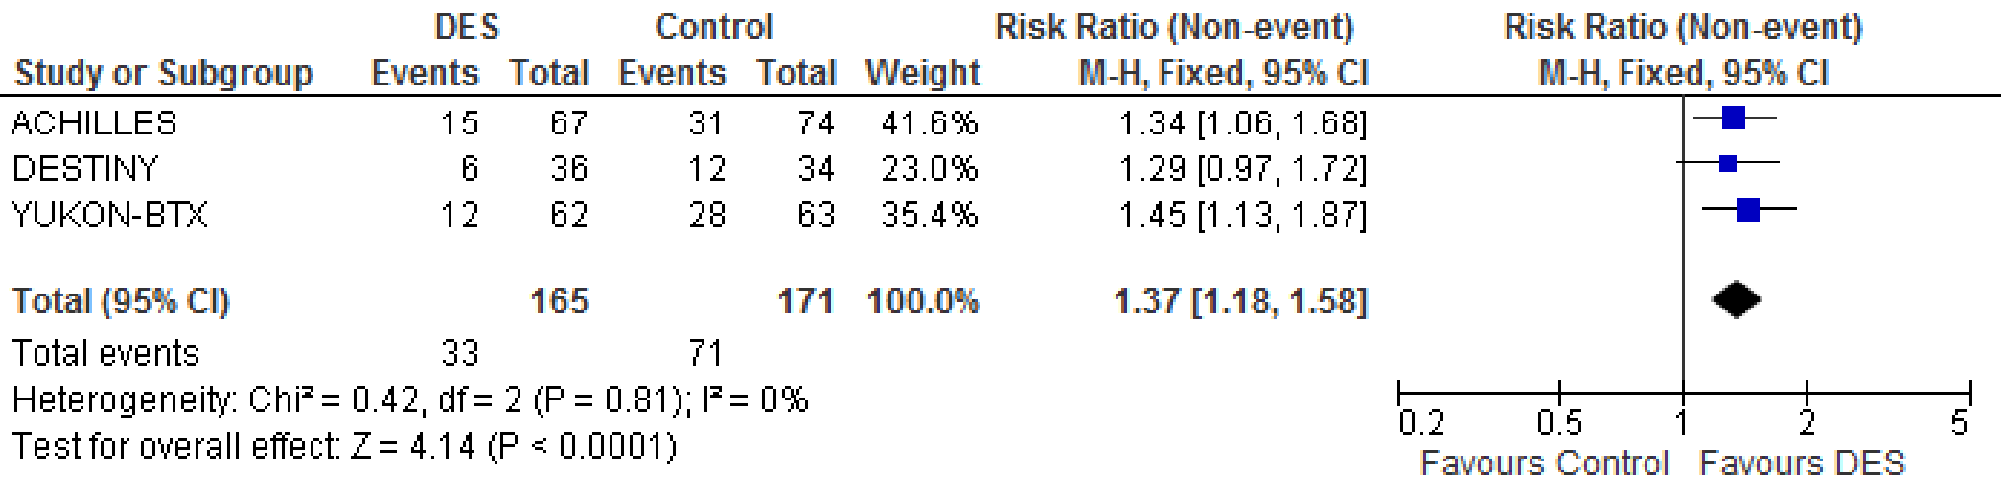 DES Control Risk Ratio (Non-event) Risk Ratio (Non-event)
Study or Subgroup Events Total Events Total Weight M-H, Fixed, 95% CI M-H, Fixed, 95% CI
ACHILLES 15 67 31 74 41.6% 1.34 [1.06, 1.68]
DESTINY 6 36 12 34 23.0% 1.29 [0.97, 1.72]
YUKON-BTX 12 62 28 63 35.4% 1.45 [1.13, 1.87]
Total (95% CI) 165 171 100.0% 1.37 [1.18, 1.58]
Total events 33 71
Heterogeneity: Chi² = 0.42, df = 2 (P = 0.81); I² = 0%
Test for overall effect: Z = 4.14 (P < 0.0001)
0.2 0.5 1 2 5
Favours Control Favours DES